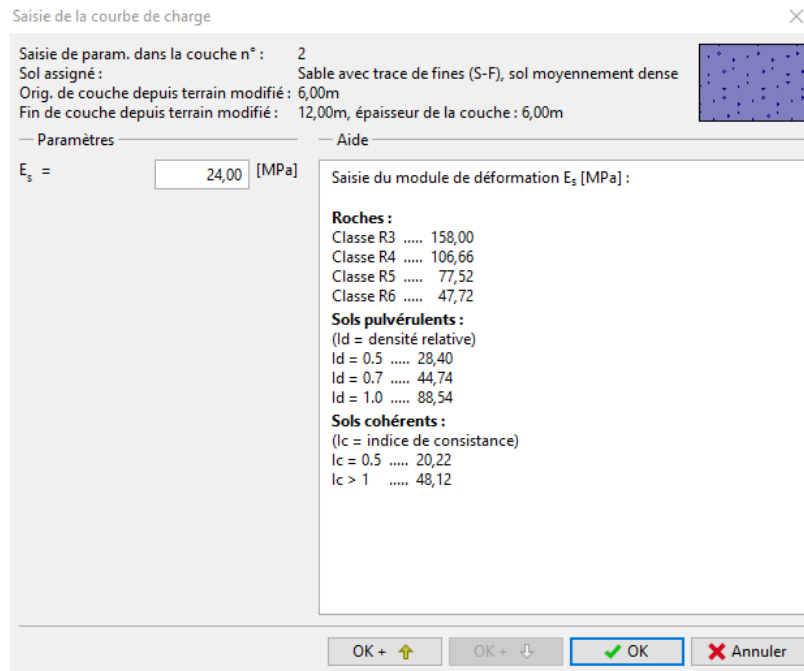 Saisie de la courbe de charge
Saisie de param. dans la couche n° : 2
Sol assigné : Sable avec trace de fines (S-F), sol moyennement dense
Orig. de couche depuis terrain modifié : 6,00m
Fin de couche depuis terrain modifié : 12,00m, épaisseur de la couche : 6,00m
Paramètres
Es = 24,00 [MPa]
Aide
Saisie du module de déformation Es [MPa] :
Roches :
Classe R3 ..... 158,00
Classe R4 ..... 106,66
Classe R5 ..... 77,52
Classe R6 ..... 47,72
Sols pulvérulents :
(Id = densité relative)
Id = 0.5 ..... 28,40
Id = 0.7 ..... 44,74
Id = 1.0 ..... 88,54
Sols cohérents :
(Ic = indice de consistance)
Ic = 0.5 ..... 20,22
Ic > 1 ..... 48,12
OK + OK + OK Annuler